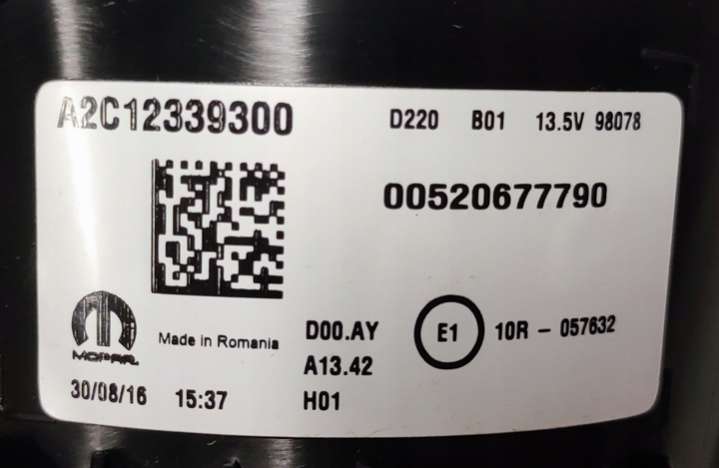 A2C12339300 D220 B01 13.5V 98078
00520677790
MOPAR
Made in Romania
D00.AY
E1 10R - 057632
A13.42
30/08/16 15:37 H01